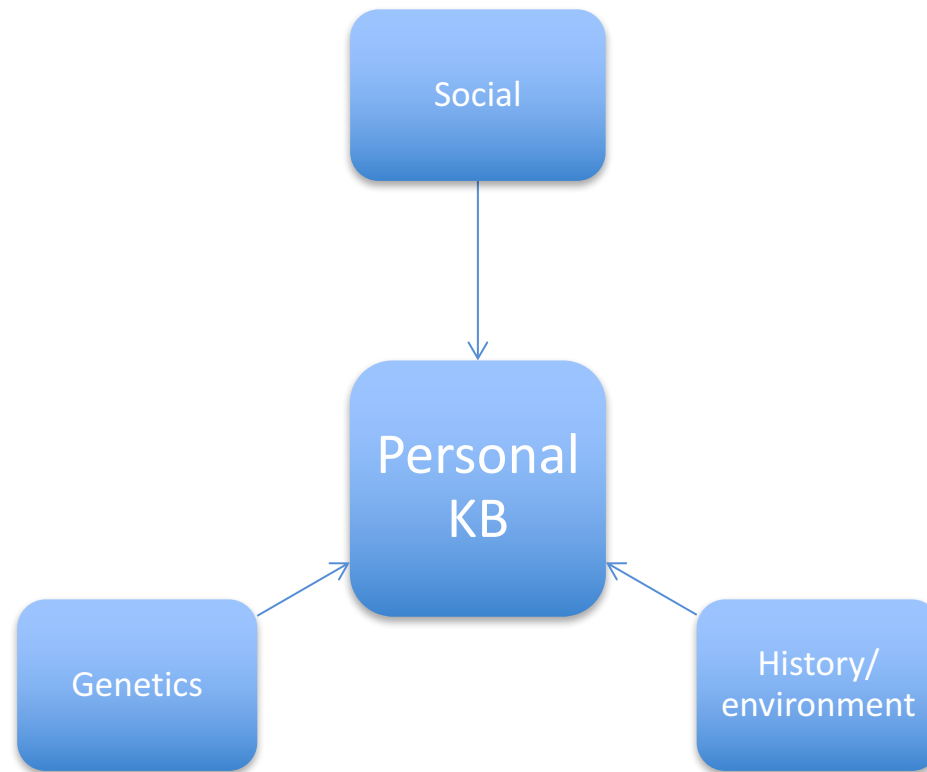 Social
Personal
KB
Genetics
History/
environment